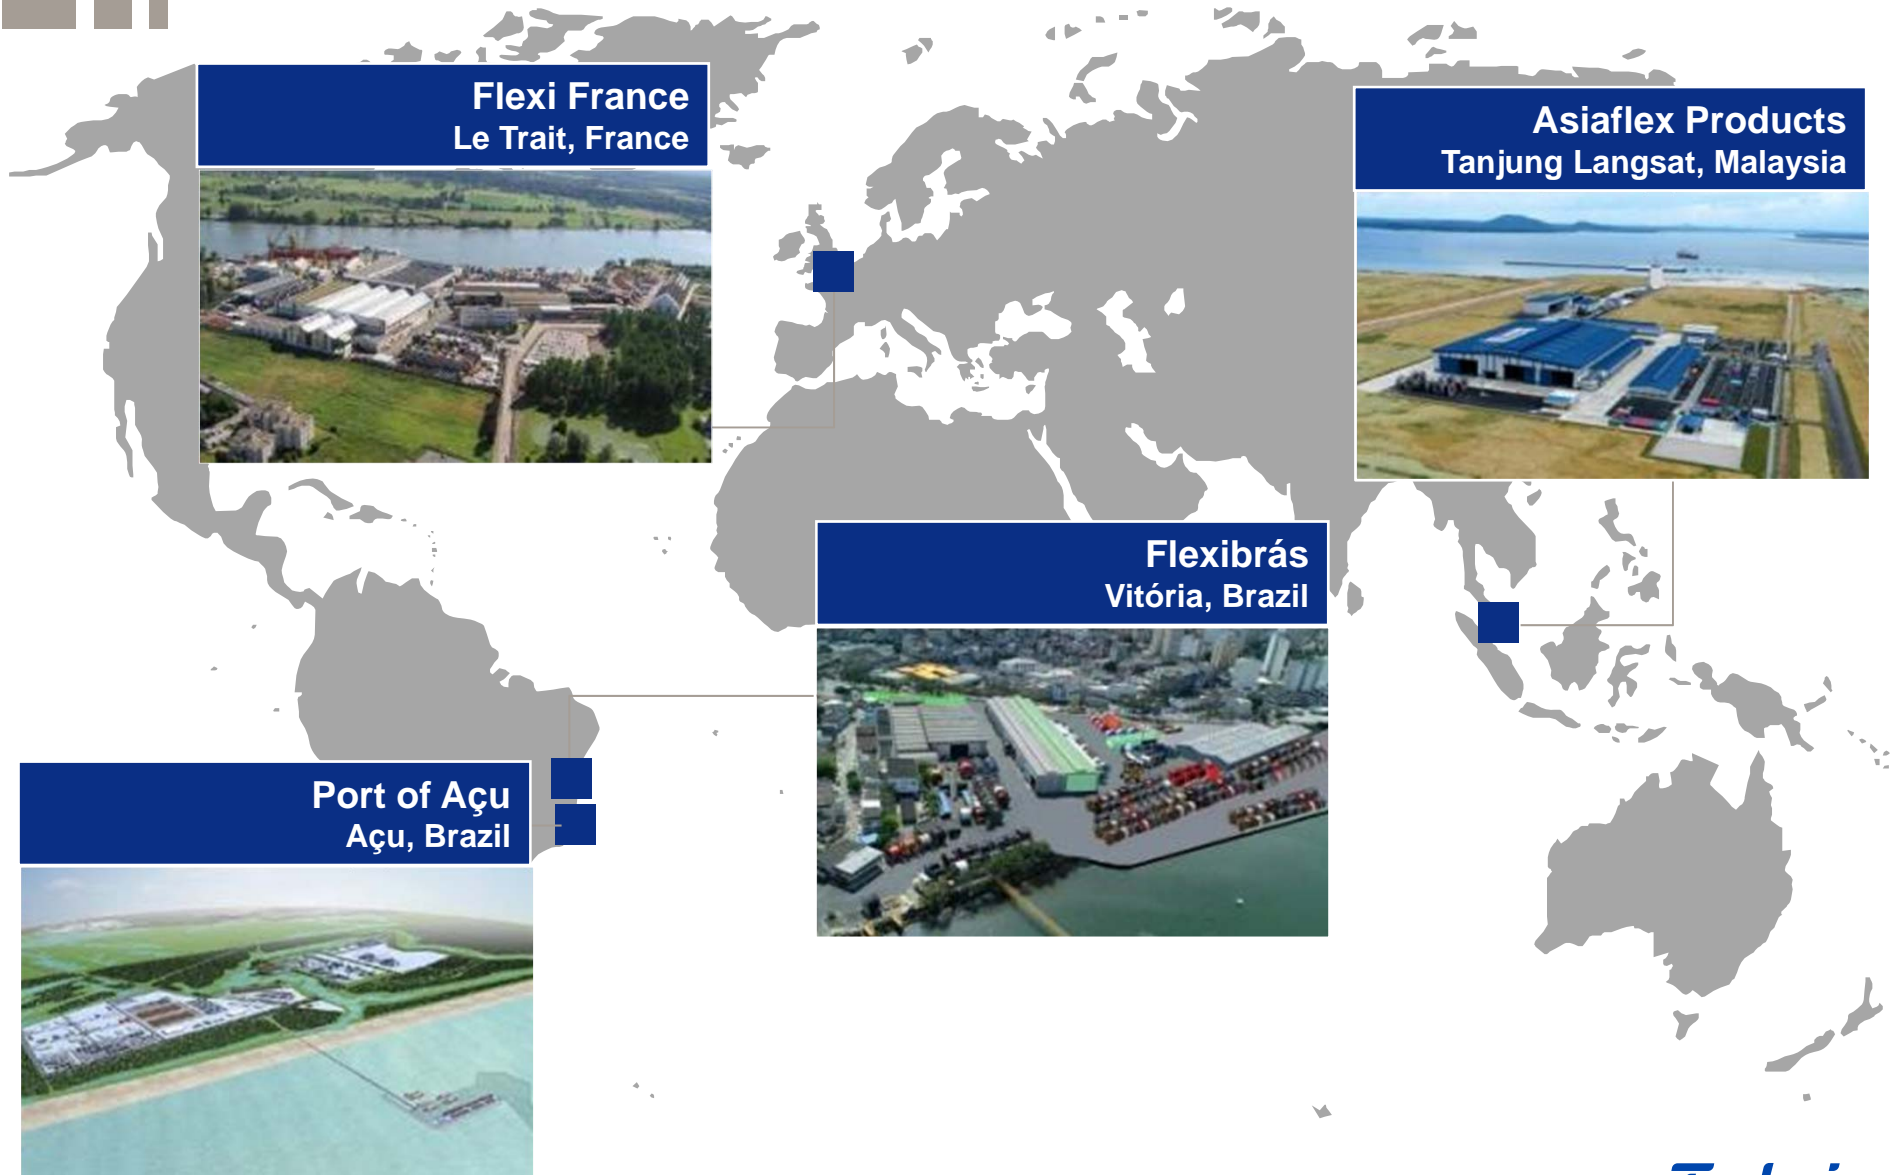 Flexi France
Le Trait, France
Asiaflex Products
Tanjung Langsat, Malaysia
Flexibrás
Vitória, Brazil
Port of Açu
Açu, Brazil